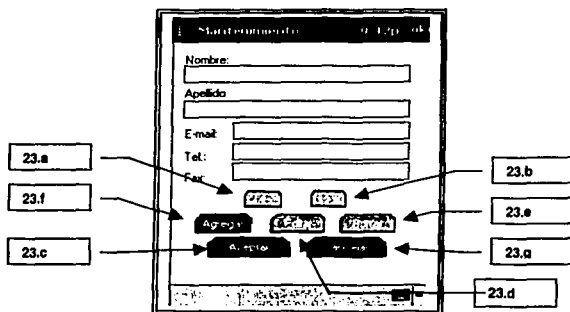 Mantenimiento
Nombre:
Apellido
E-mail:
Tel.:
Fax:
23.a
23.b
23.f
Agregar
23.e
23.c
Aceptar
23.g
23.d